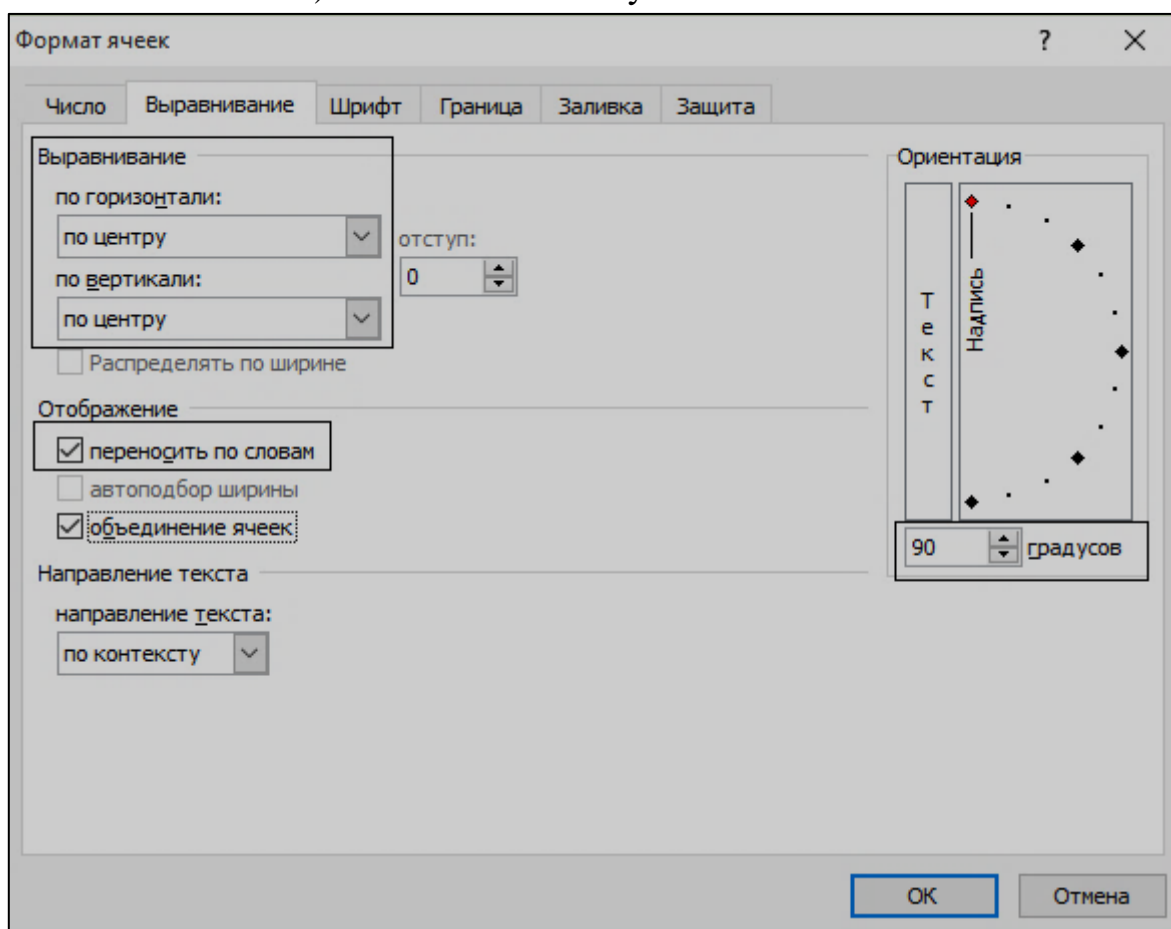 Формат ячеек ?
Число Выравнивание Шрифт Граница Заливка Защита
Выравнивание
по горизонтали:
по центру
отступ:
0
по вертикали:
по центру
Распределять по ширине
Отображение
переносить по словам
автоподбор ширины
объединение ячеек
Направление текста
направление текста:
по контексту
Ориентация
Текст
Надпись
90 градусов
ОК Отмена